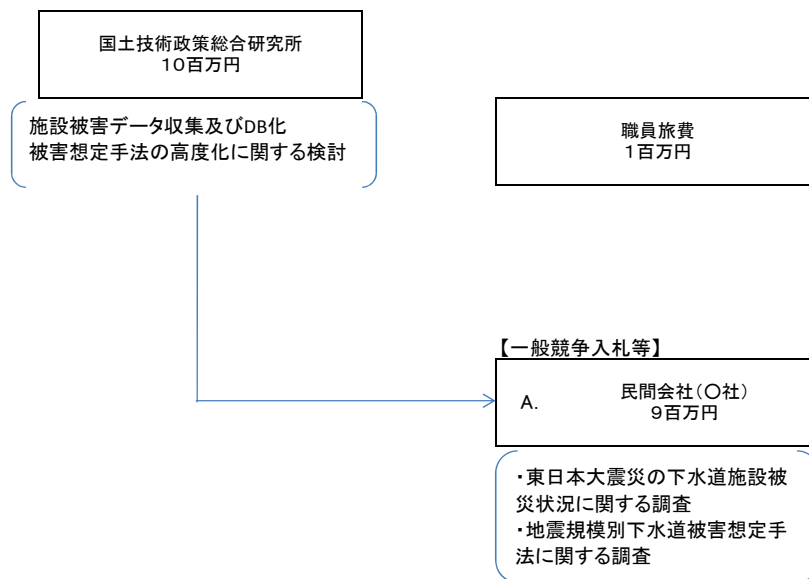 国土技術政策総合研究所
10百万円
施設被害データ収集及びDB化
被害想定手法の高度化に関する検討
職員旅費
1百万円
【一般競争入札等】
A. 民間会社(〇社)
9百万円
・東日本大震災の下水道施設被
災状況に関する調査
・地震規模別下水道被害想定手
法に関する調査